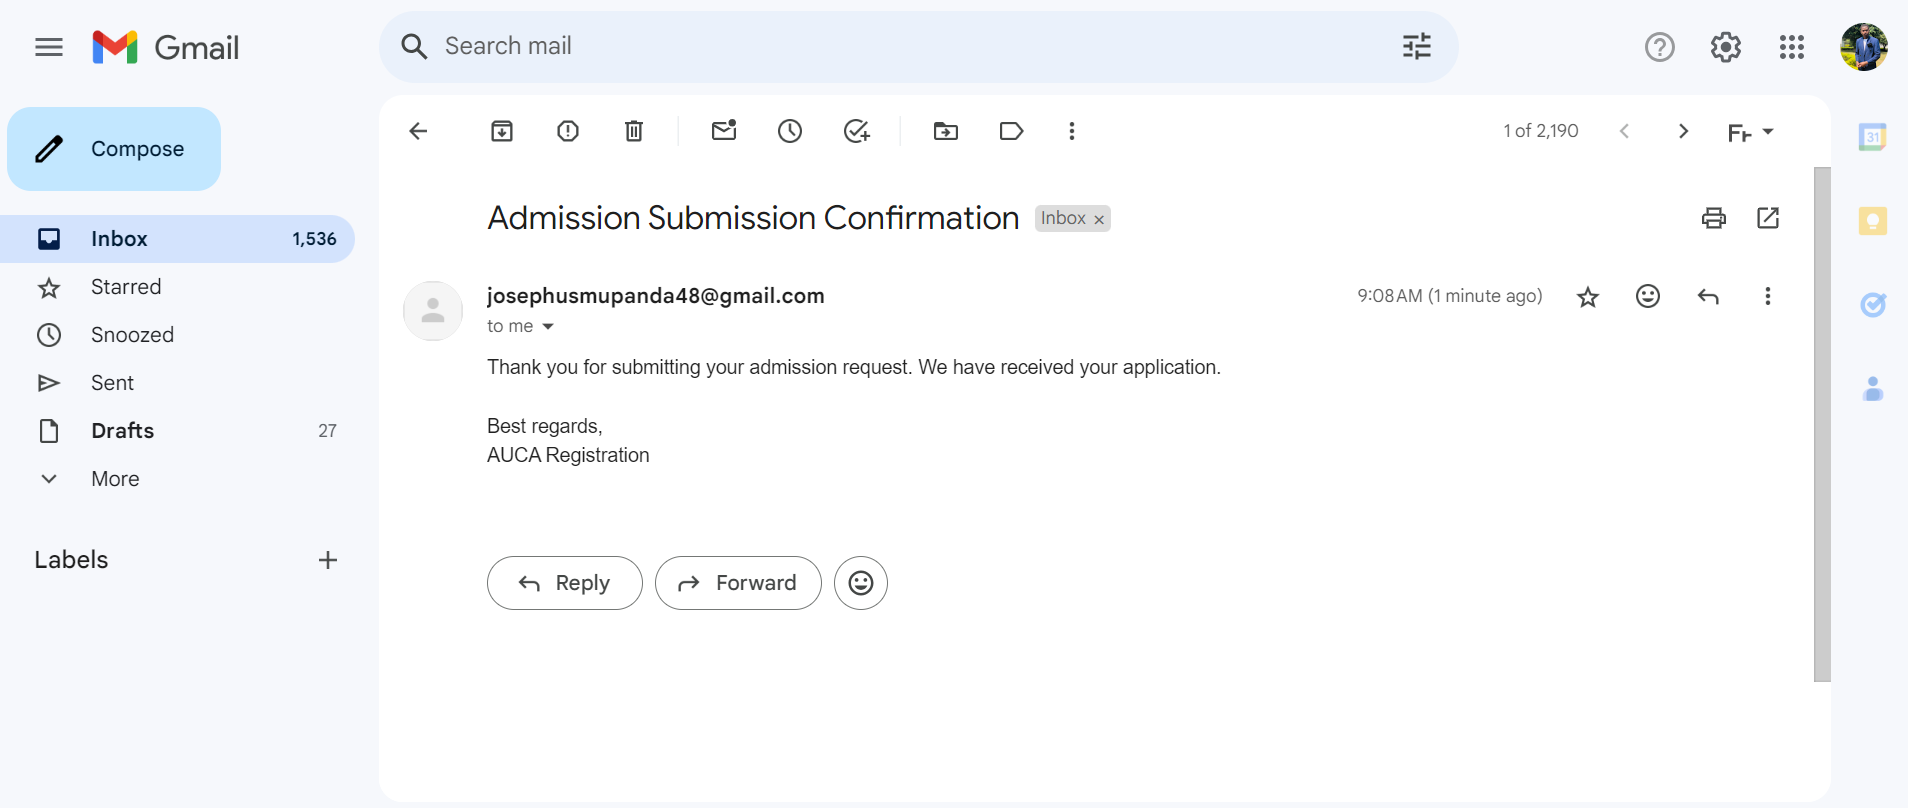 Gmail
Search mail
Compose
1 of 2,190
Inbox 1,536
Starred
Snoozed
Sent
Drafts 27
More
Labels
Admission Submission Confirmation
Inbox ×
josephusmupanda48@gmail.com
9:08 AM (1 minute ago)
to me
Thank you for submitting your admission request. We have received your application.
Best regards,
AUCA Registration
Reply
Forward
31